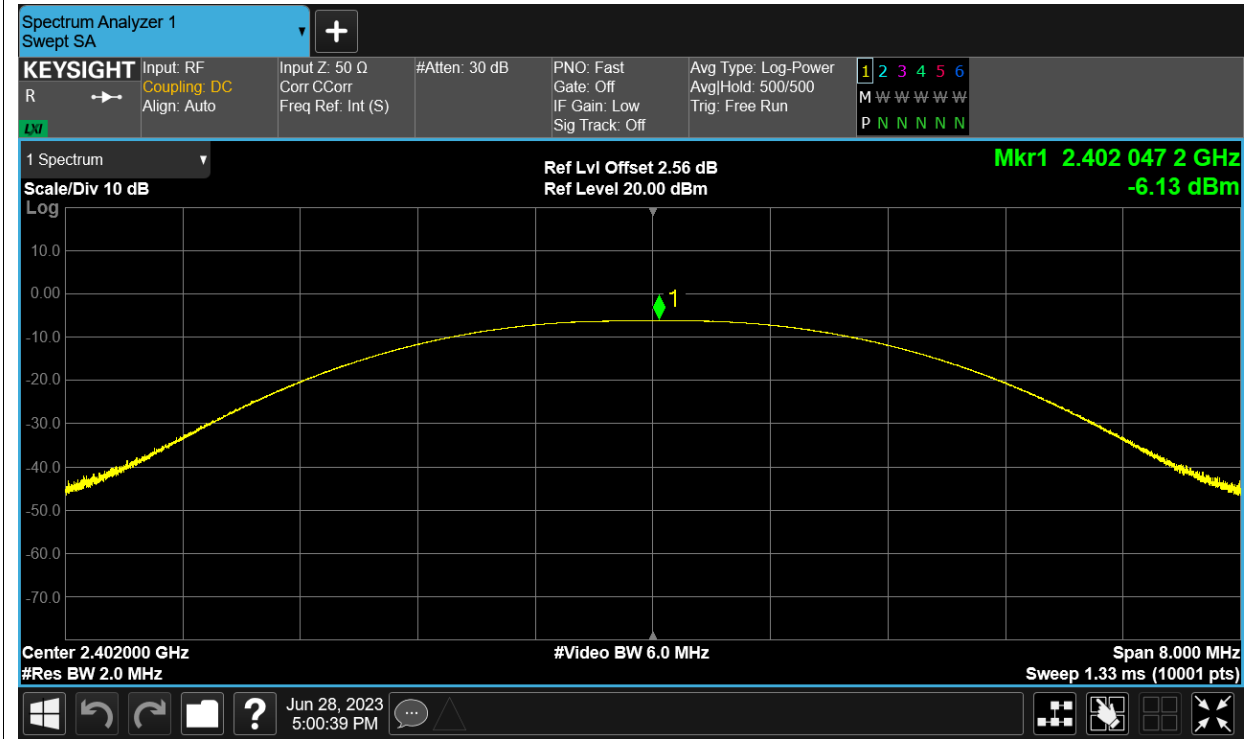 Spectrum Analyzer 1
Swept SA
KEYSIGHT
R
LXI
Input: RF
Coupling: DC
Align: Auto
Input Z: 50 Ω
Corr CCorr
Freq Ref: Int (S)
#Atten: 30 dB
PNO: Fast
Gate: Off
IF Gain: Low
Sig Track: Off
Avg Type: Log-Power
Avg|Hold: 500/500
Trig: Free Run
1 2 3 4 5 6
M W W W W W W
P N N N N N N
1 Spectrum
Scale/Div 10 dB
Ref Lvl Offset 2.56 dB
Ref Level 20.00 dBm
Mkr1 2.402 047 2 GHz
-6.13 dBm
Log
10.0
0.00
-10.0
-20.0
-30.0
-40.0
-50.0
-60.0
-70.0
1
Center 2.402000 GHz
#Res BW 2.0 MHz
#Video BW 6.0 MHz
Span 8.000 MHz
Sweep 1.33 ms (10001 pts)
?
Jun 28, 2023
5:00:39 PM